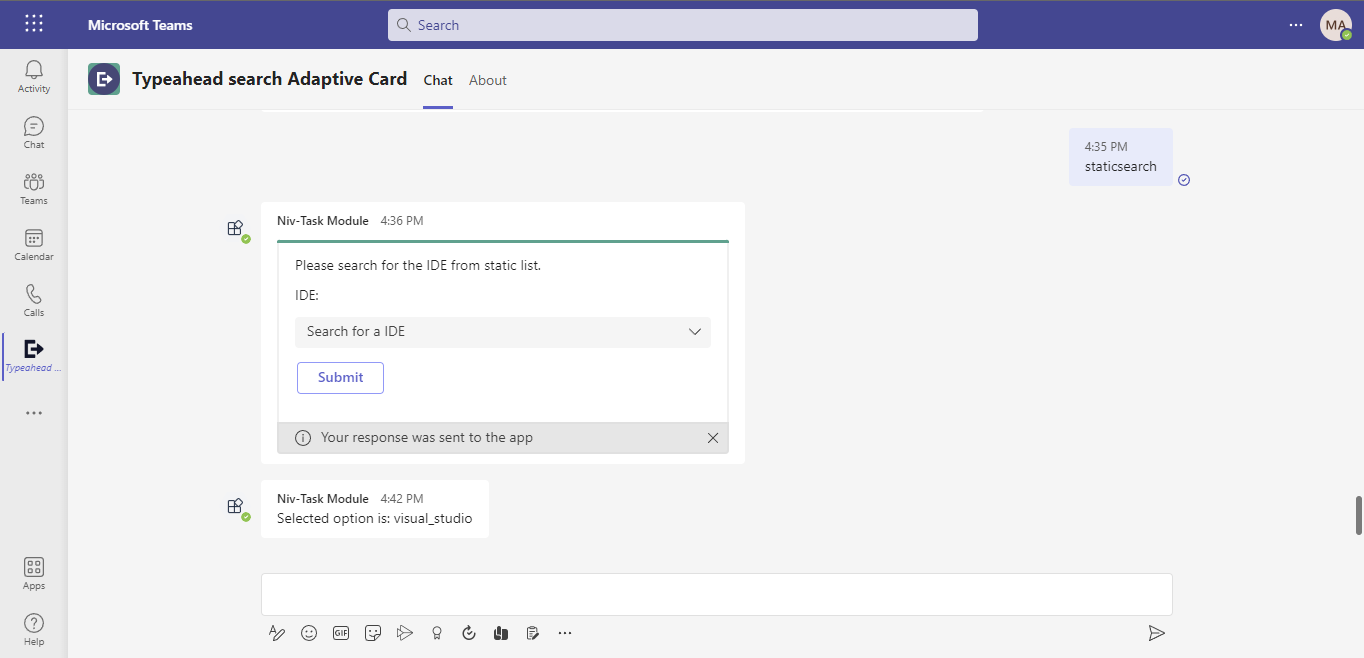 Microsoft Teams
Search
MA
Activity
Chat
Teams
Calendar
Calls
Typeahead ...
Apps
Help
Typeahead search Adaptive Card
Chat
About
4:35 PM
staticsearch
Niv-Task Module 4:36 PM
Please search for the IDE from static list.
IDE:
Search for a IDE
Submit
Your response was sent to the app
Niv-Task Module 4:42 PM
Selected option is: visual_studio
GIF